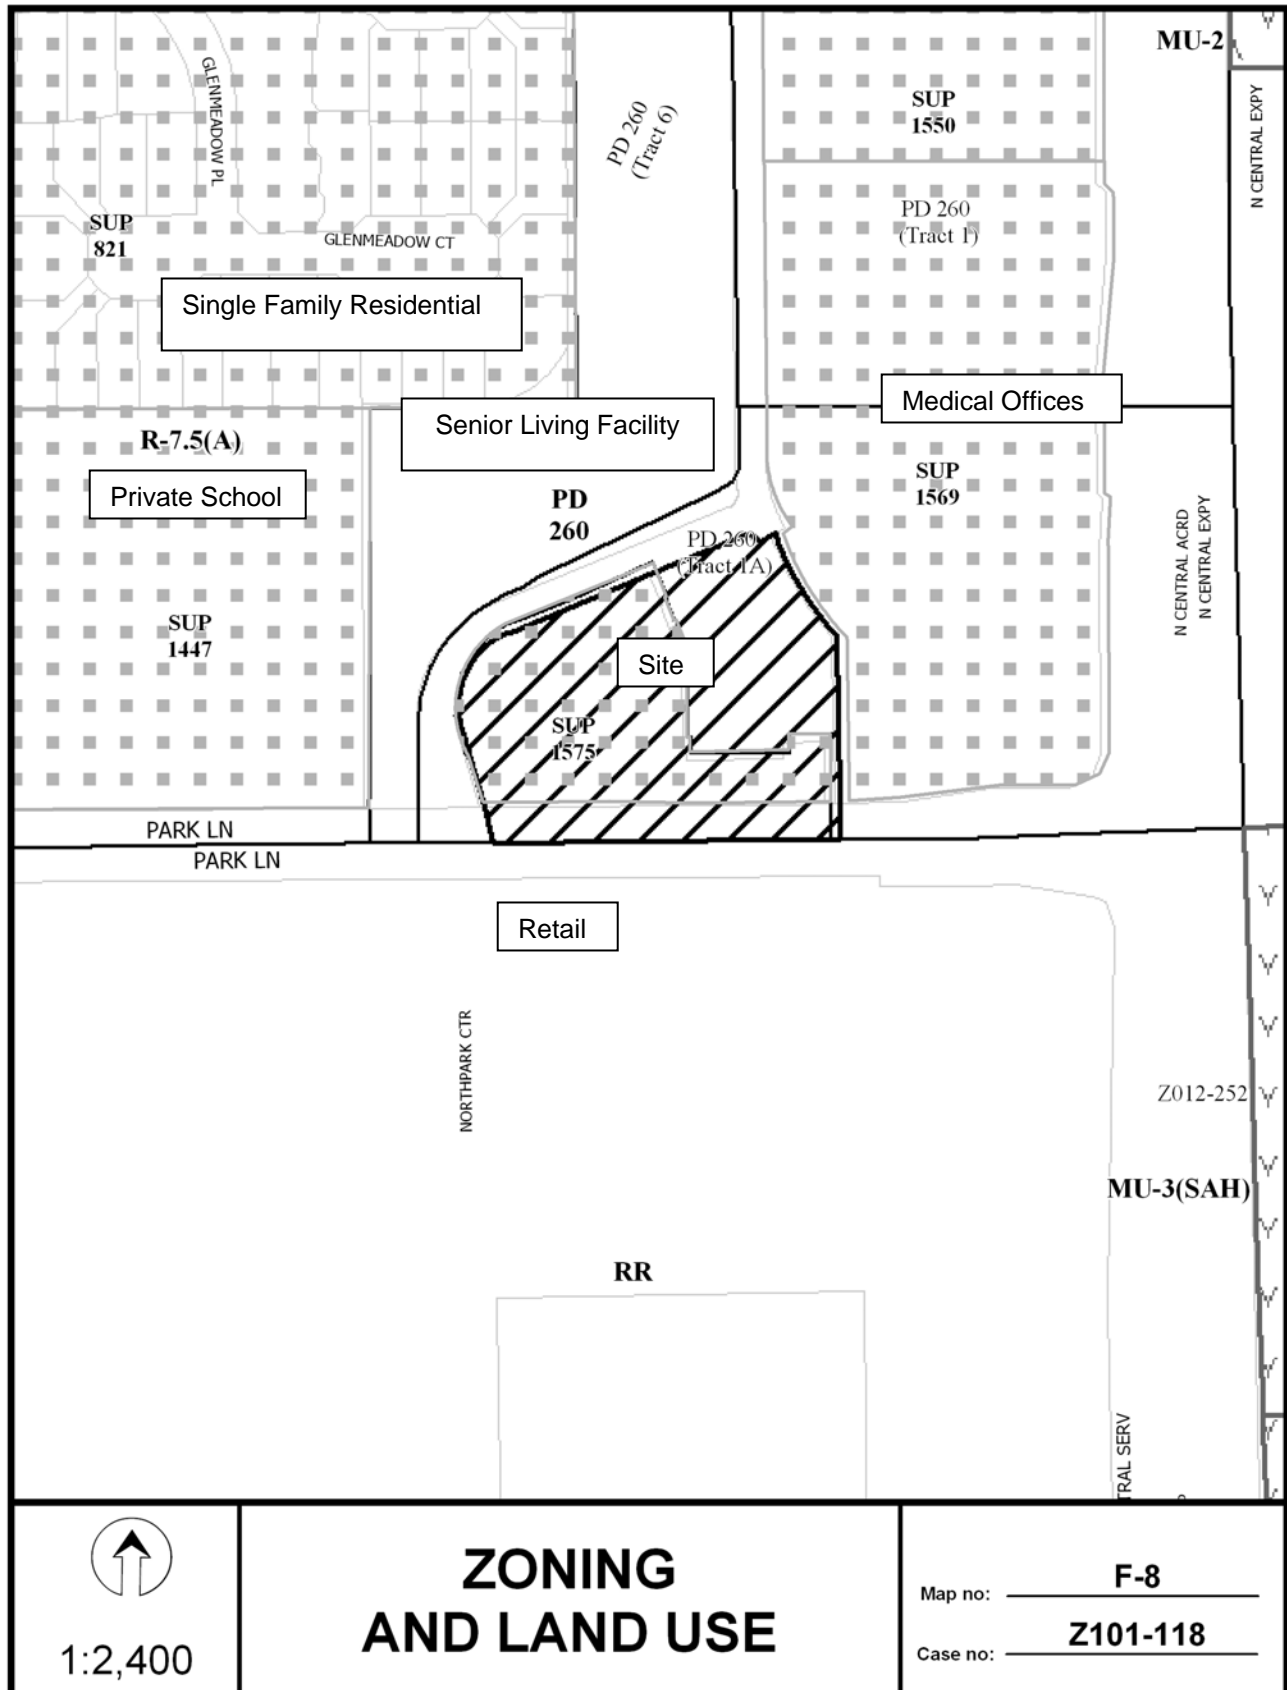 MU-2
GLENMEADOW PL
PD 260
(Tract 6)
SUP
1550
N CENTRAL EXPY
SUP
821
GLENMEADOW CT
PD 260
(Tract 1)
Single Family Residential
Medical Offices
Senior Living Facility
R-7.5(A)
Private School
SUP
1569
PD
260
PD 260
(Tract 1A)
N CENTRAL ACRD
N CENTRAL EXPY
SUP
1447
Site
SUP
1575
PARK LN
PARK LN
Retail
NORTHPARK CTR
Z012-252
MU-3(SAH)
RR
TRAL SERV
1:2,400
ZONING
AND LAND USE
Map no: F-8
Case no: Z101-118